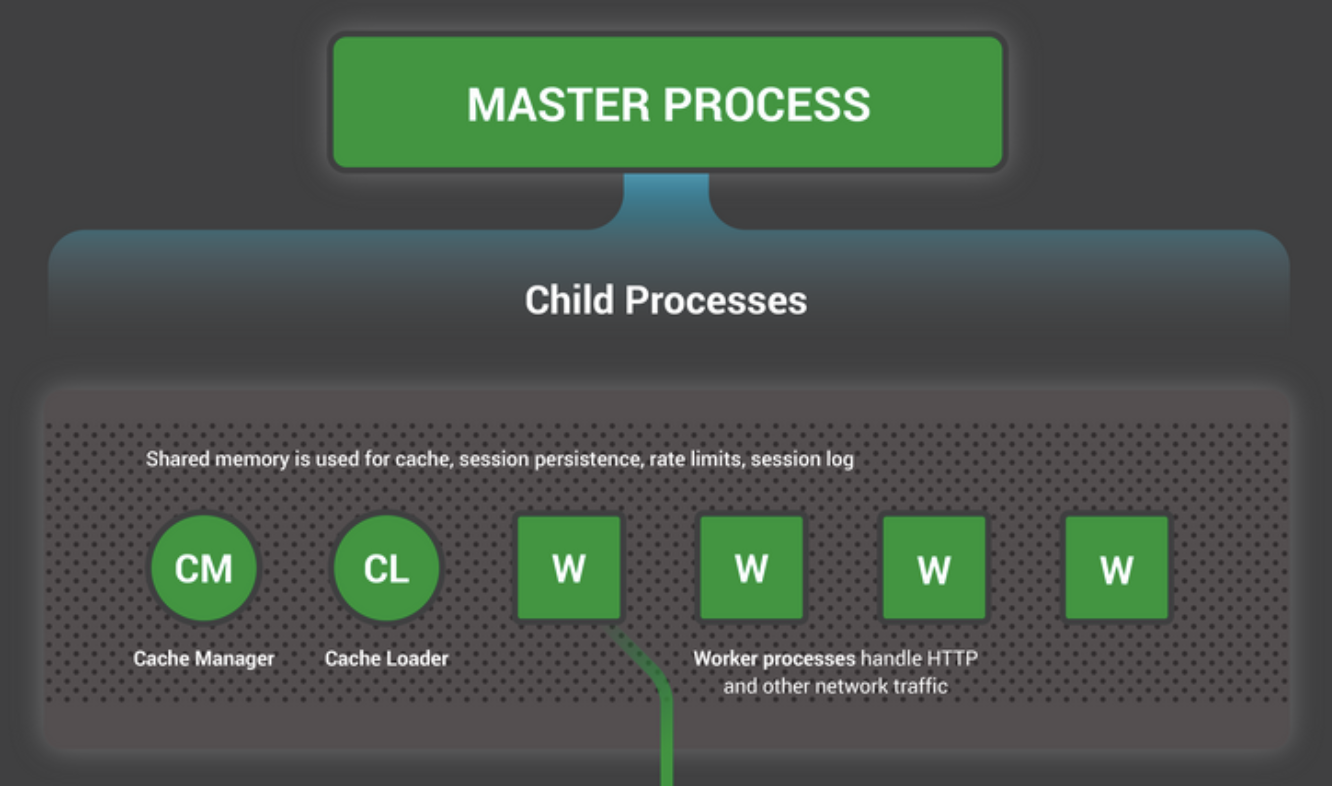 MASTER PROCESS
Child Processes
Shared memory is used for cache, session persistence, rate limits, session log
CM
CL
W
W
W
W
Cache Manager
Cache Loader
Worker processes handle HTTP
and other network traffic